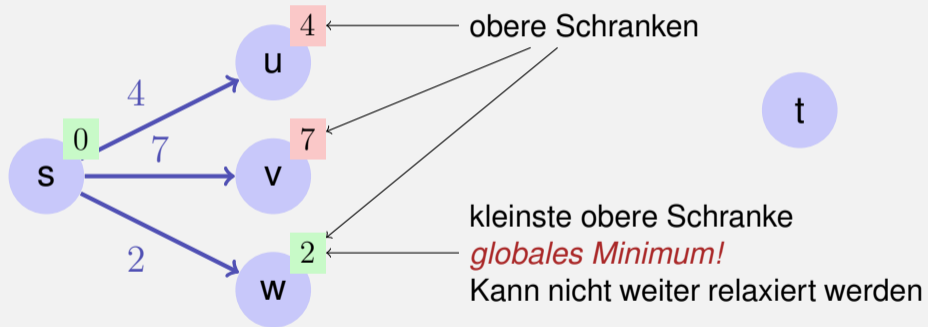 4
obere Schranken
u
4
t
0
7
7
s
v
kleinste obere Schranke
2
globales Minimum!
2
w
Kann nicht weiter relaxiert werden